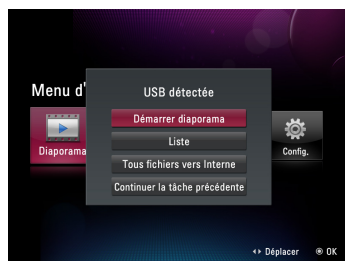 Menu d'
USB détectée
Démarrer diaporama
Liste
Tous fichiers vers Interne
Continuer la tâche précédente
Diaporama
Config.
Déplacer
OK